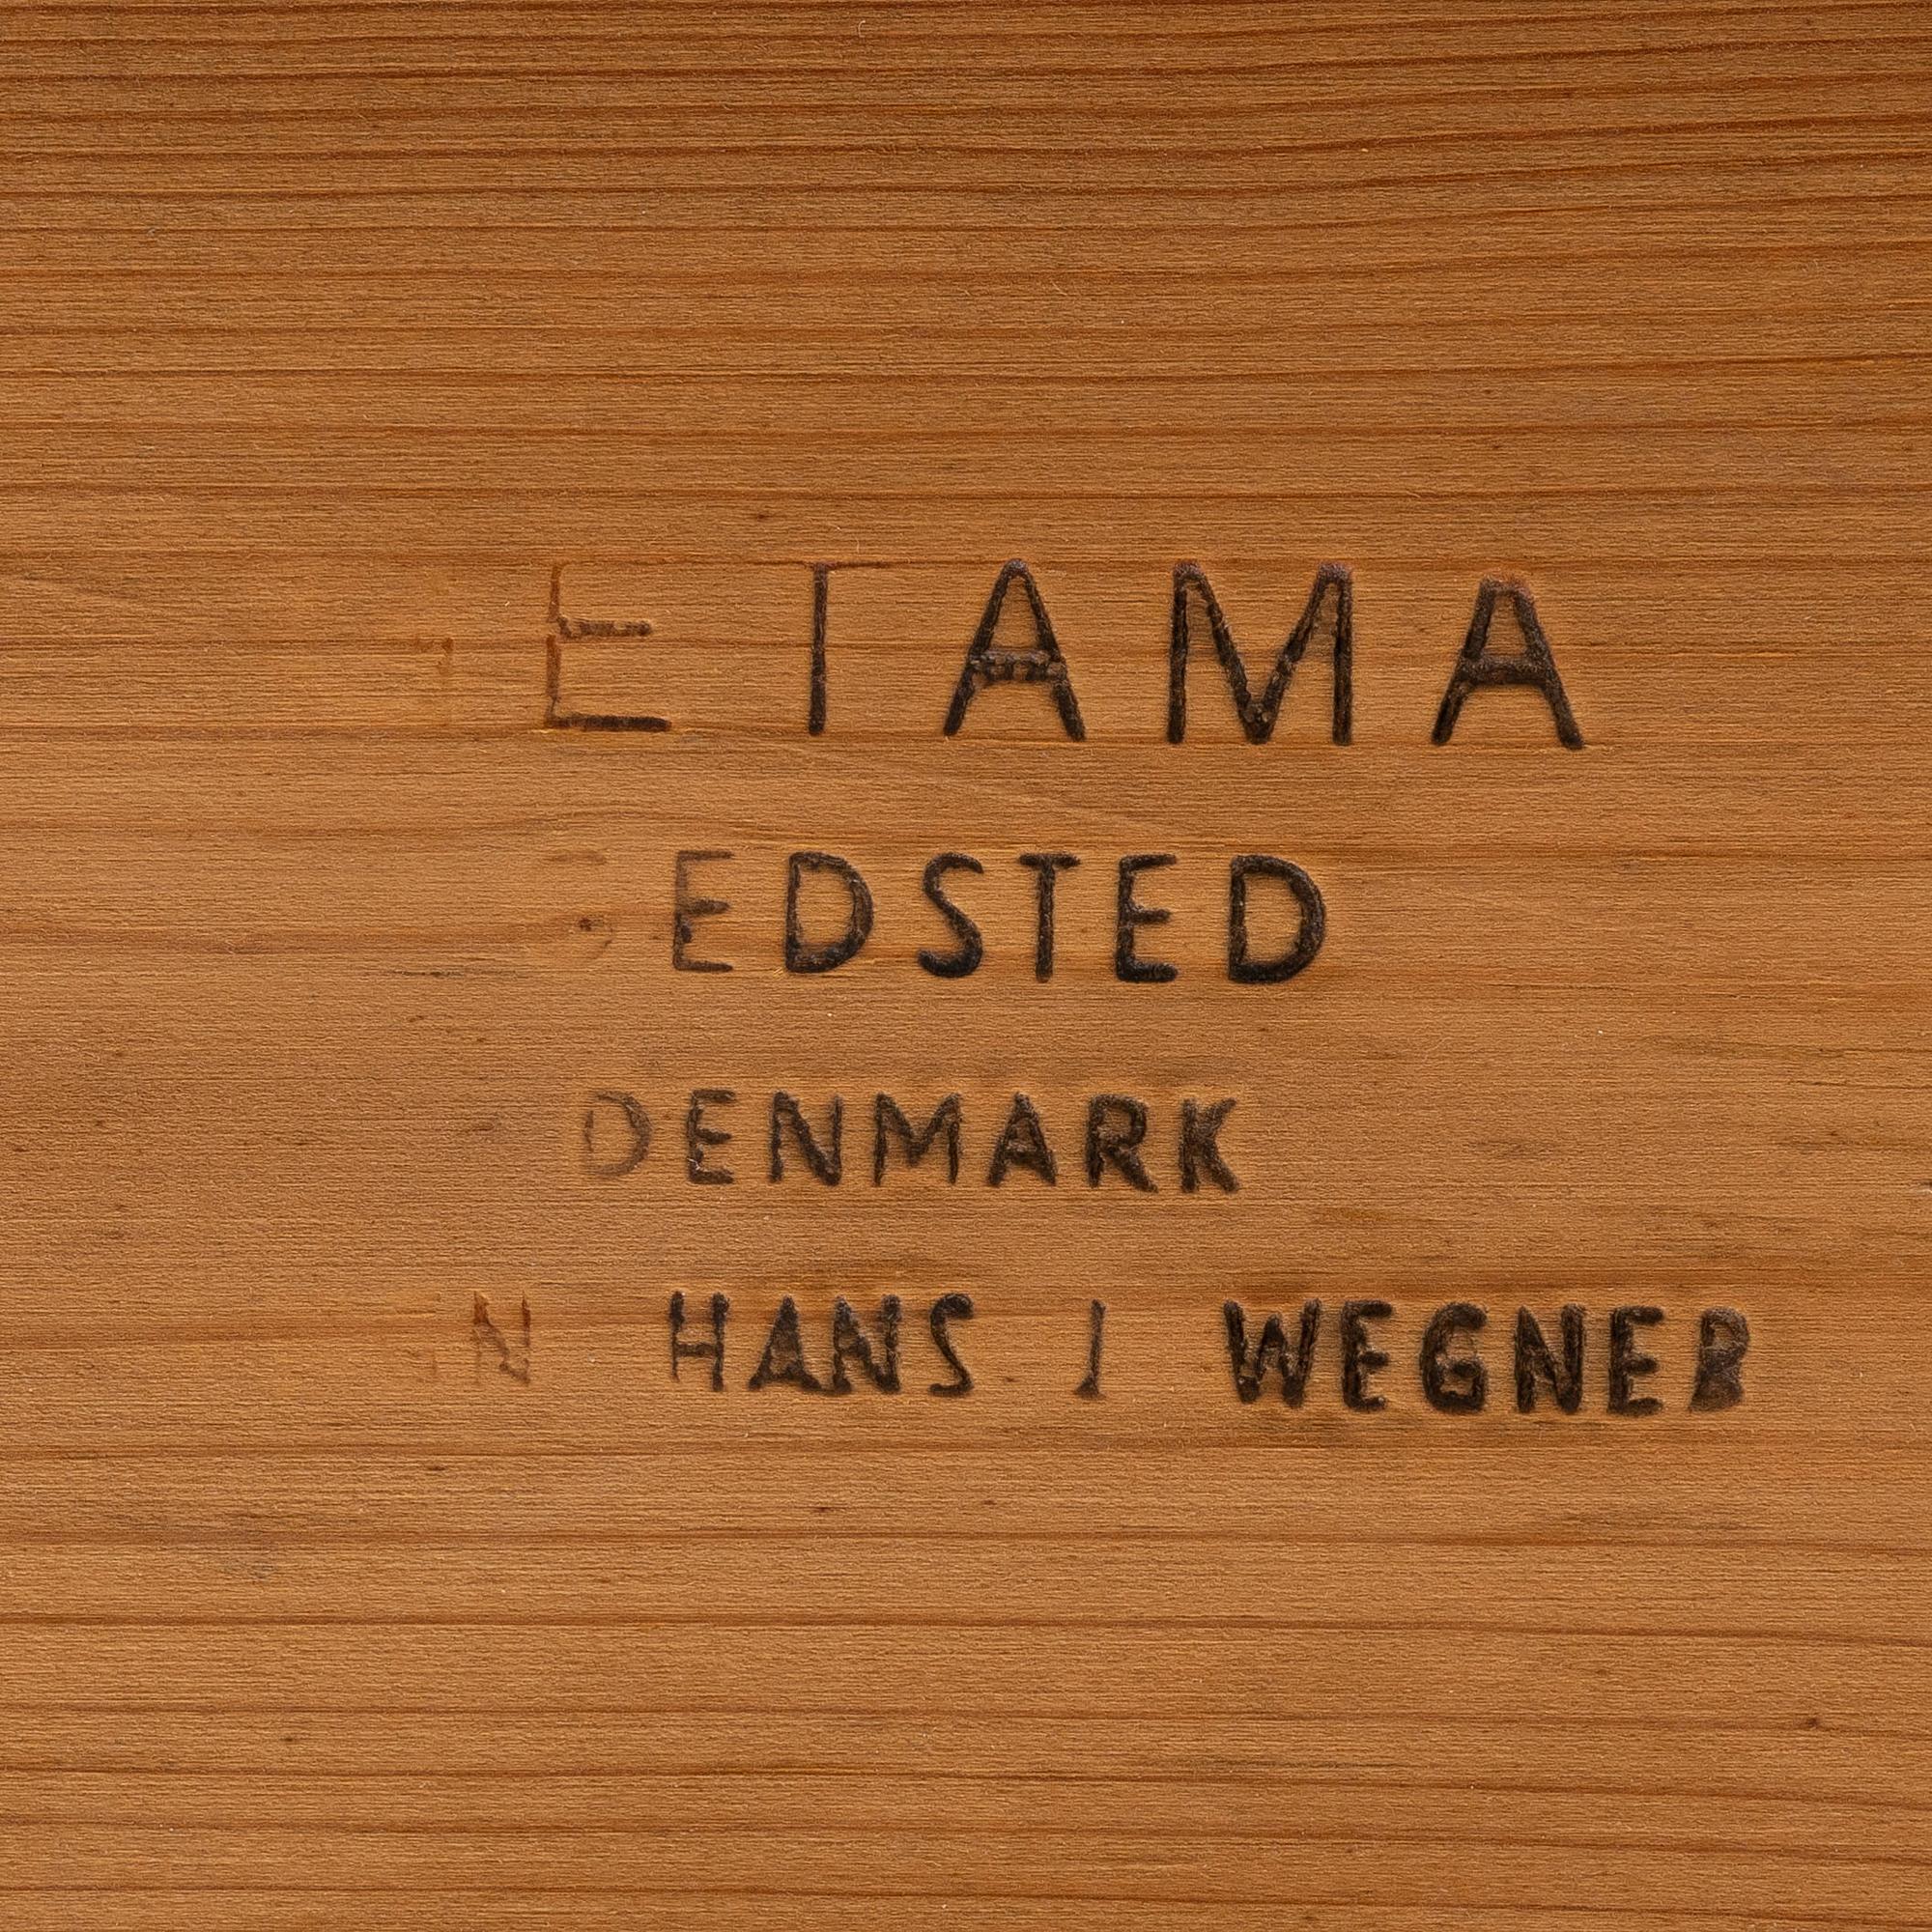 ETAMA
EDSTED
DENMARK
N HANS J WEGNER